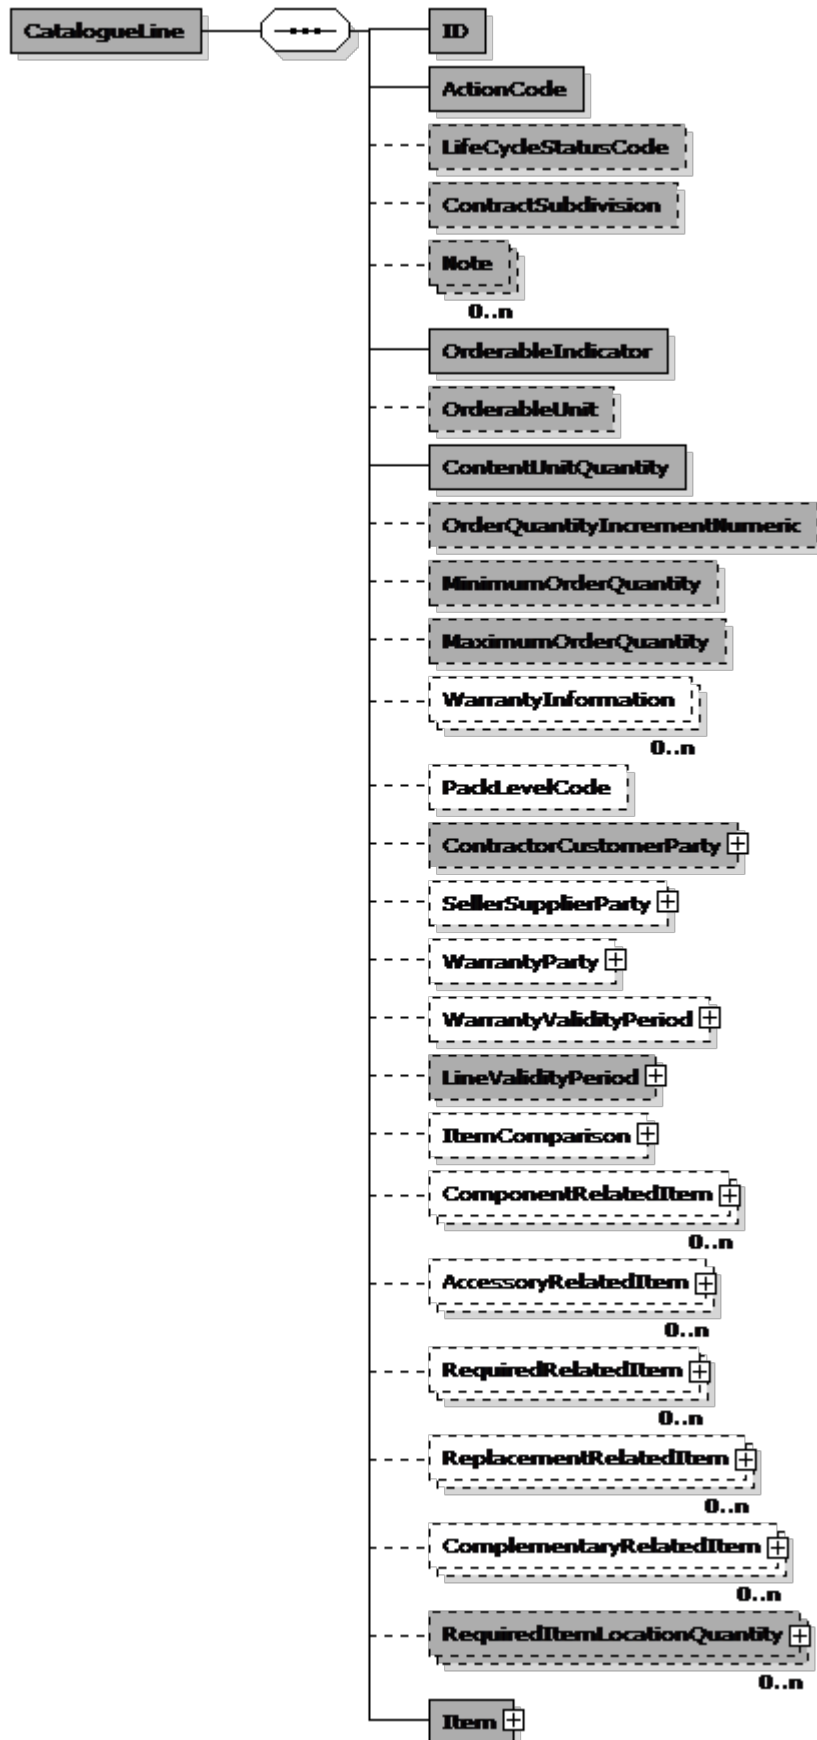 CatalogueLine
ID
ActionCode
LifeCycleStatusCode
ContractSubdivision
Note
0..n
OrderableIndicator
OrderableUnit
ContentUnitQuantity
OrderQuantityIncrementNumeric
MinimumOrderQuantity
MaximumOrderQuantity
WarrantyInformation
0..n
PackLevelCode
ContractorCustomerParty
SellerSupplierParty
WarrantyParty
WarrantyValidityPeriod
LineValidityPeriod
ItemComparison
ComponentRelatedItem
0..n
AccessoryRelatedItem
0..n
RequiredRelatedItem
0..n
ReplacementRelatedItem
0..n
ComplementaryRelatedItem
0..n
RequiredItemLocationQuantity
0..n
Item